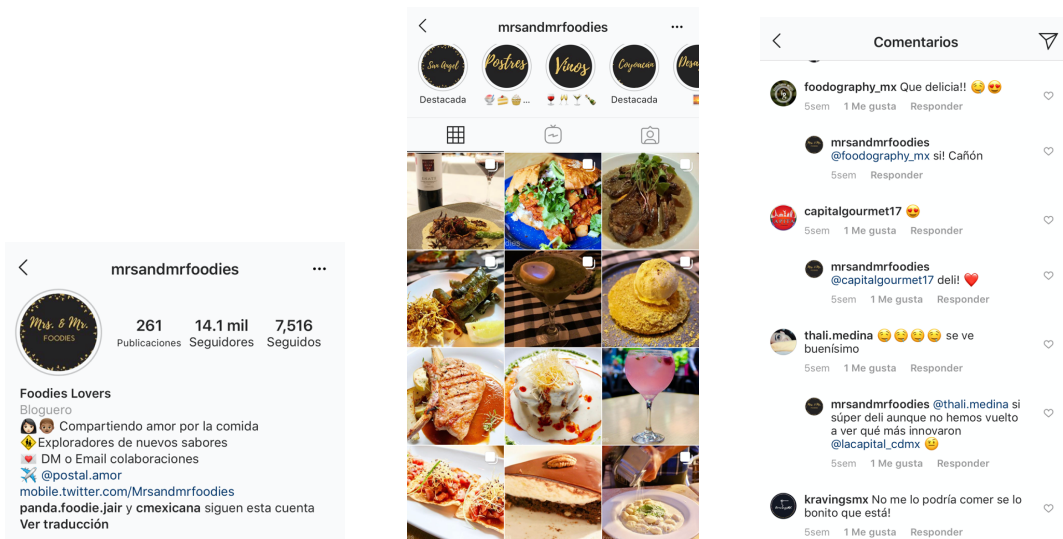 mrsandmrfoodies
Mrs. & Mr.
FOODIES
261 14.1 mil 7,516
Publicaciones Seguidores Seguidos
Foodies Lovers
Bloguero
Compartiendo amor por la comida
Exploradores de nuevos sabores
DM o Email colaboraciones
@postal.amor
mobile.twitter.com/Mrsandmrfoodies
panda.foodie.jair y cmexicana siguen esta cuenta
Ver traducción
mrsandmrfoodies
San Angel Postres Vinos Coyoacán
Destacada Destacada
Comentarios
foodography_mx Que delicia!!
5sem 1 Me gusta Responder
mrsandmrfoodies
@foodography_mx si! Cañón
5sem Responder
capitalgourmet17
5sem 1 Me gusta Responder
mrsandmrfoodies
@capitalgourmet17 deli!
5sem 1 Me gusta Responder
thali.medina se ve
buenísimo
5sem 1 Me gusta Responder
mrsandmrfoodies @thali.medina si
súper deli aunque no hemos vuelto
a ver qué más innovaron
@lacapital_cdmx
5sem 1 Me gusta Responder
kravingsmx No me lo podría comer se lo
bonito que está!
5sem 1 Me gusta Responder